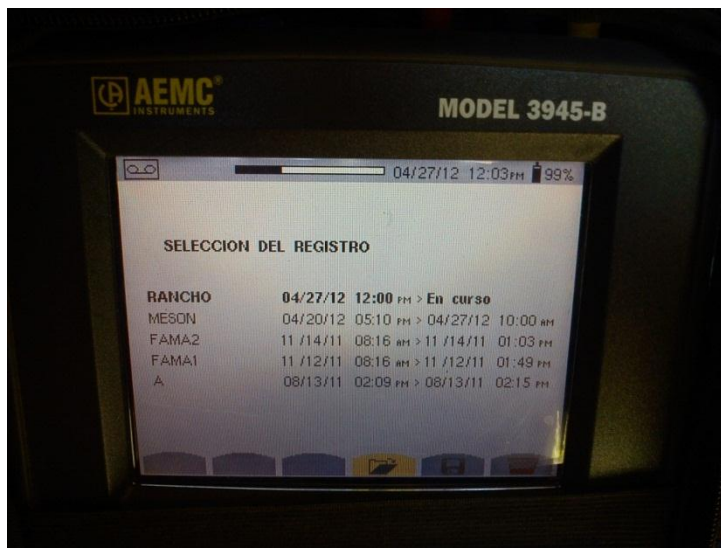 AEMC®
INSTRUMENTS
MODEL 3945-B
04/27/12 12:03 PM 99%
SELECCION DEL REGISTRO
RANCHO 04/27/12 12:00 PM > En curso
MESON 04/20/12 05:10 PM > 04/27/12 10:00 AM
FAMA2 11 /14/11 08:16 AM > 11 /14/11 01:03 PM
FAMA1 11 /12/11 08:16 AM > 11 /12/11 01:49 PM
A 08/13/11 02:09 PM > 08/13/11 02:15 PM